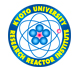 KYOTO UNIVERSITY
RESEARCH REACTOR INSTITUTE